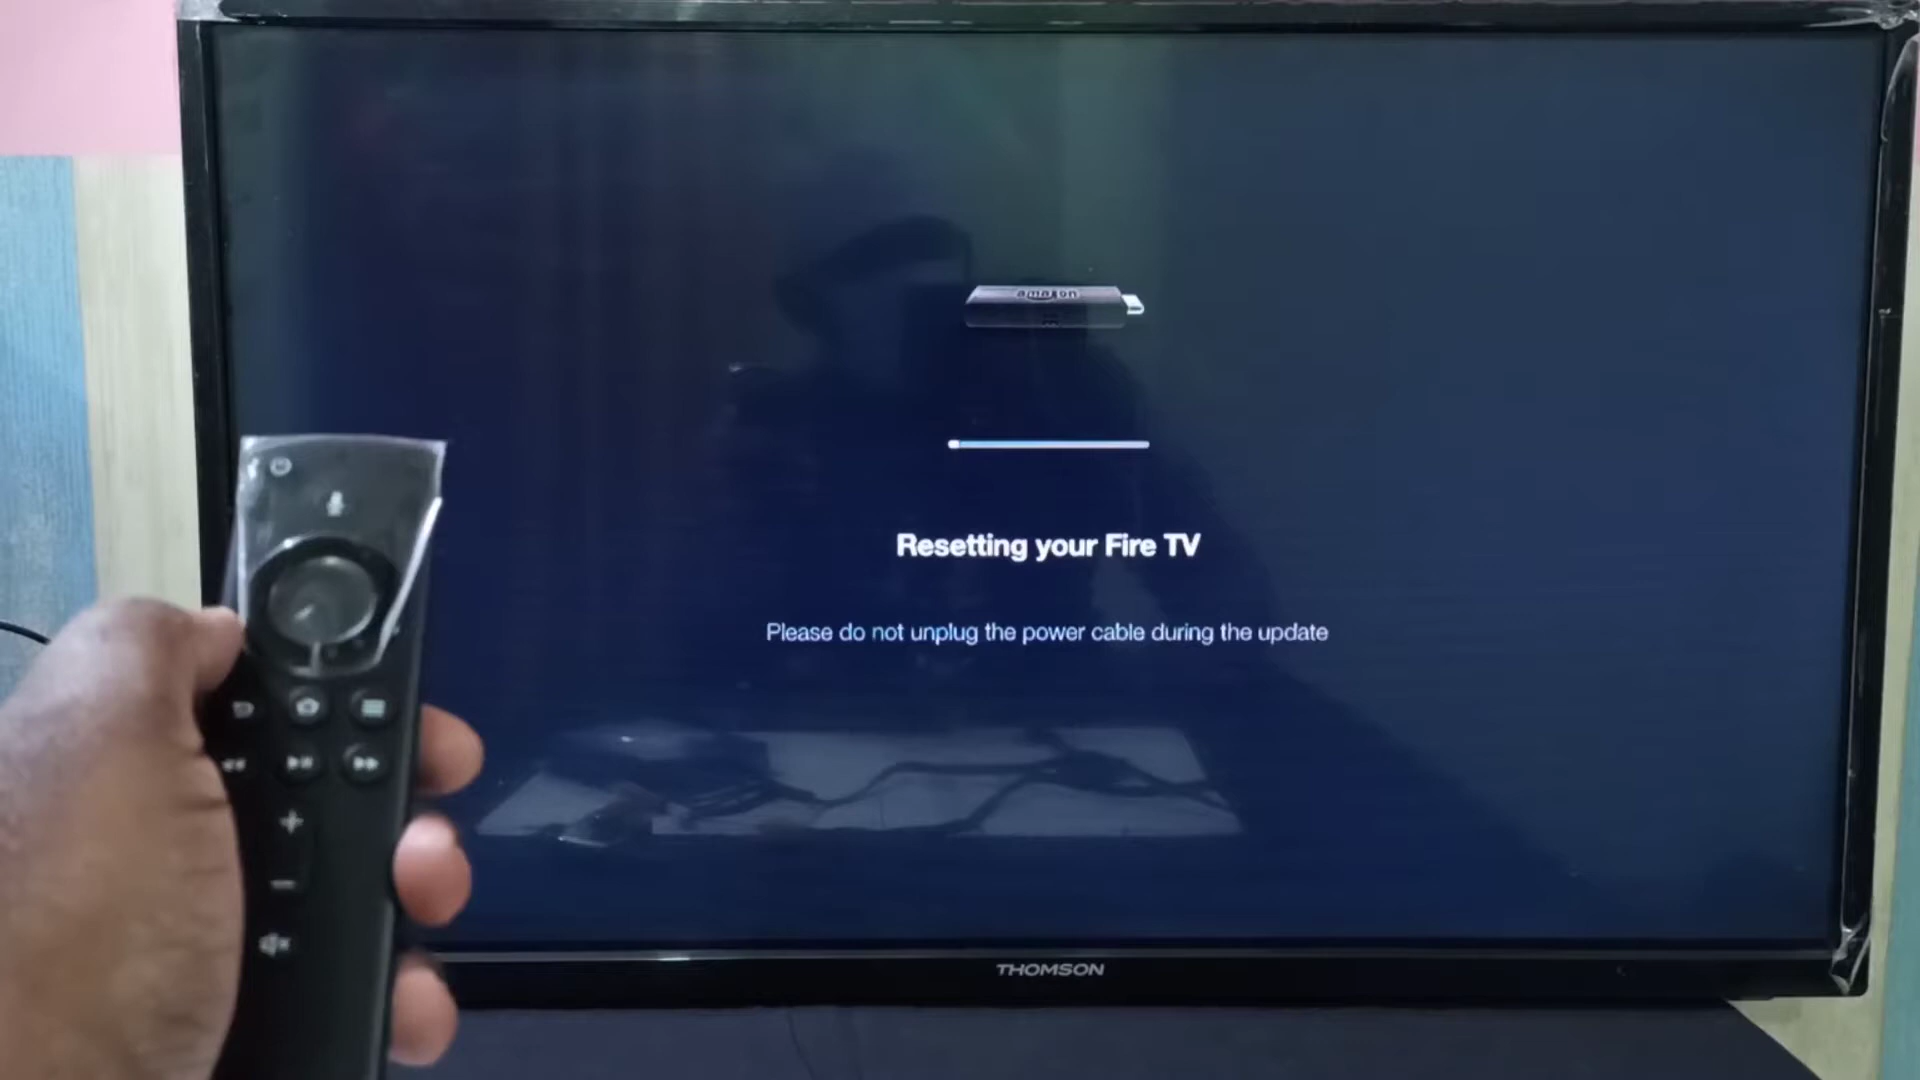 amazon
Resetting your Fire TV
Please do not unplug the power cable during the update
THOMSON